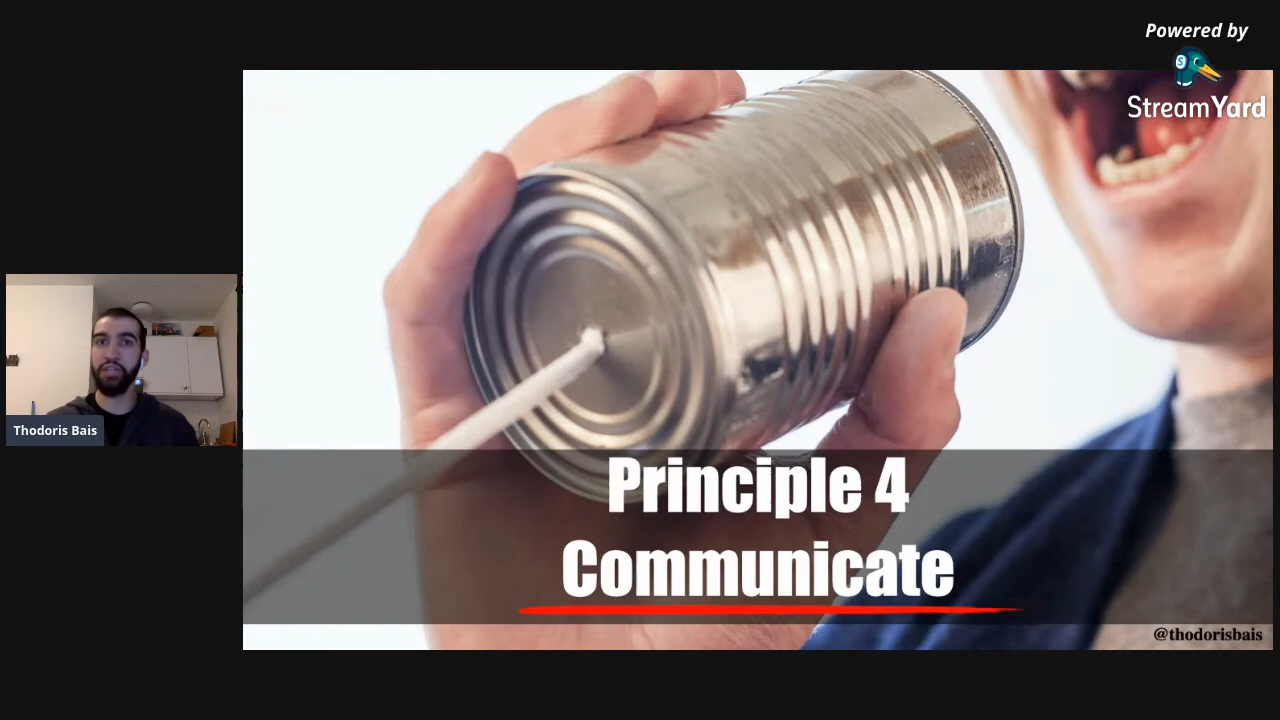 Powered by
StreamYard
Thodoris Bais
Principle 4
Communicate
@thodorisbais